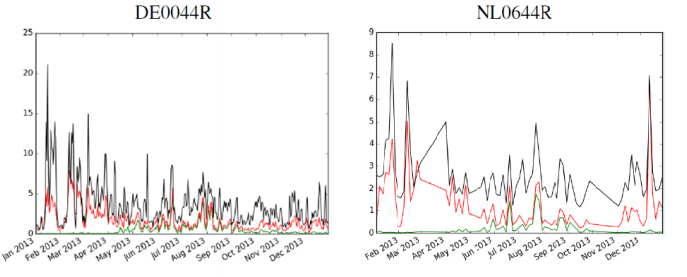 DE0044R
NL0644R
25
20
15
10
5
0
Jan 2013
Feb 2013
Mar 2013
Apr 2013
May 2013
Jun 2013
Jul 2013
Aug 2013
Sep 2013
Oct 2013
Nov 2013
Dec 2013
9
8
7
6
5
4
3
2
1
0
Feb 2013
Mar 2013
Apr 2013
May 2013
Jun 2013
Jul 2013
Aug 2013
Sep 2013
Oct 2013
Nov 2013
Dec 2013